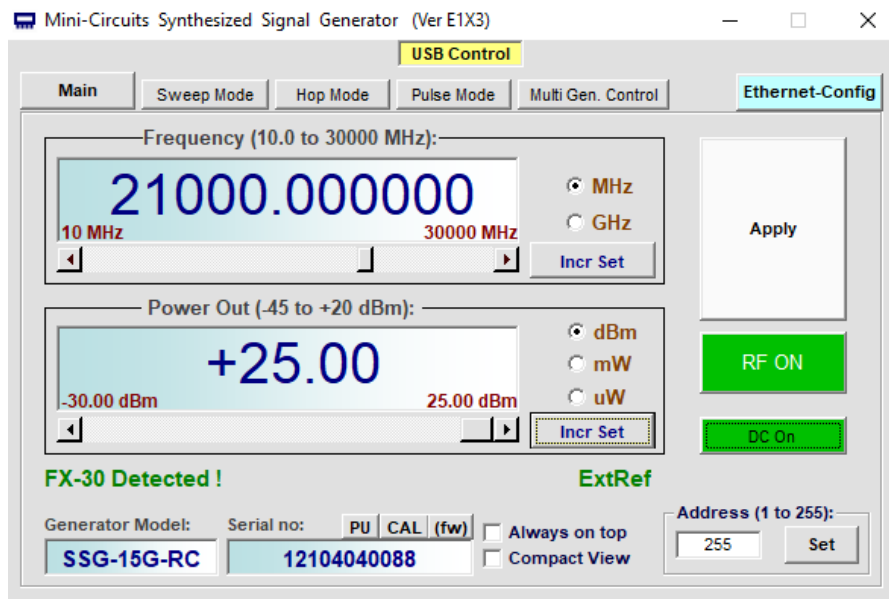 Mini-Circuits Synthesized Signal Generator (Ver E1X3)
USB Control
Main Sweep Mode Hop Mode Pulse Mode Multi Gen. Control Ethernet-Config
Frequency (10.0 to 30000 MHz):
21000.000000
10 MHz 30000 MHz
MHz
GHz
Incr Set
Apply
Power Out (-45 to +20 dBm):
+25.00
-30.00 dBm 25.00 dBm
dBm
mW
uW
Incr Set
RF ON
DC On
FX-30 Detected ! ExtRef
Generator Model: Serial no: PU CAL (fw)
SSG-15G-RC 12104040088
Always on top
Compact View
Address (1 to 255):
255 Set